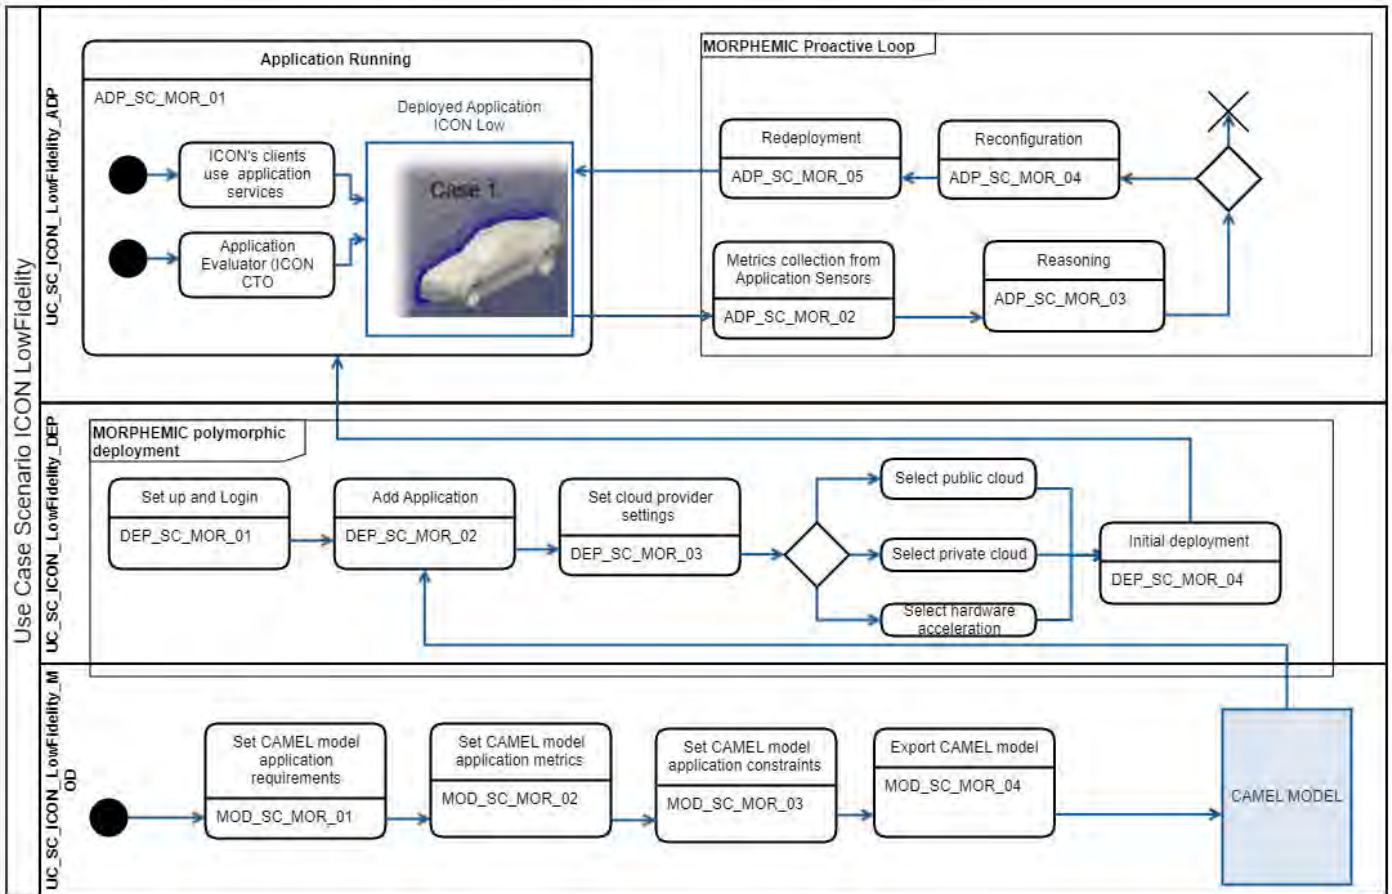 Use Case Scenario ICON LowFidelity
UC_SC_ICON_LowFidelity_ADP
Application Running
ADP_SC_MOR_01
ICON's clients
use application
services
Application
Evaluator (ICON
CTO
Deployed Application
ICON Low
Case 1
MORPHEMIC Proactive Loop
Redeployment
ADP_SC_MOR_05
Reconfiguration
ADP_SC_MOR_04
Metrics collection from
Application Sensors
ADP_SC_MOR_02
Reasoning
ADP_SC_MOR_03
UC_SC_ICON_LowFidelity_DEP
MORPHEMIC polymorphic
deployment
Set up and Login
DEP_SC_MOR_01
Add Application
DEP_SC_MOR_02
Set cloud provider
settings
DEP_SC_MOR_03
Select public cloud
Select private cloud
Select hardware
acceleration
Initial deployment
DEP_SC_MOR_04
UC_SC_ICON_LowFidelity_M
OD
Set CAMEL model
application
requirements
MOD_SC_MOR_01
Set CAMEL model
application metrics
MOD_SC_MOR_02
Set CAMEL model
application constraints
MOD_SC_MOR_03
Export CAMEL model
MOD_SC_MOR_04
CAMEL MODEL